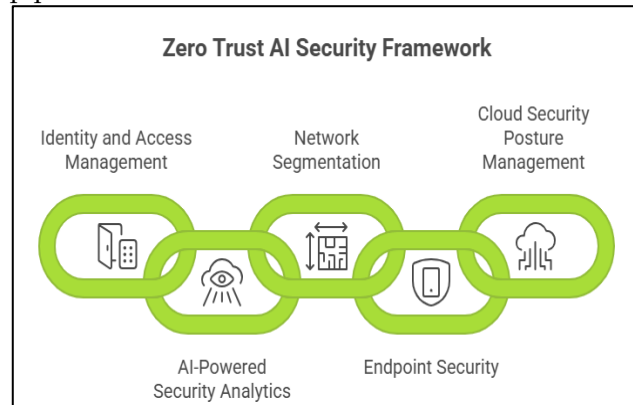 Zero Trust AI Security Framework
Identity and Access
Management
Network
Segmentation
Cloud Security
Posture
Management
AI-Powered
Security Analytics
Endpoint Security